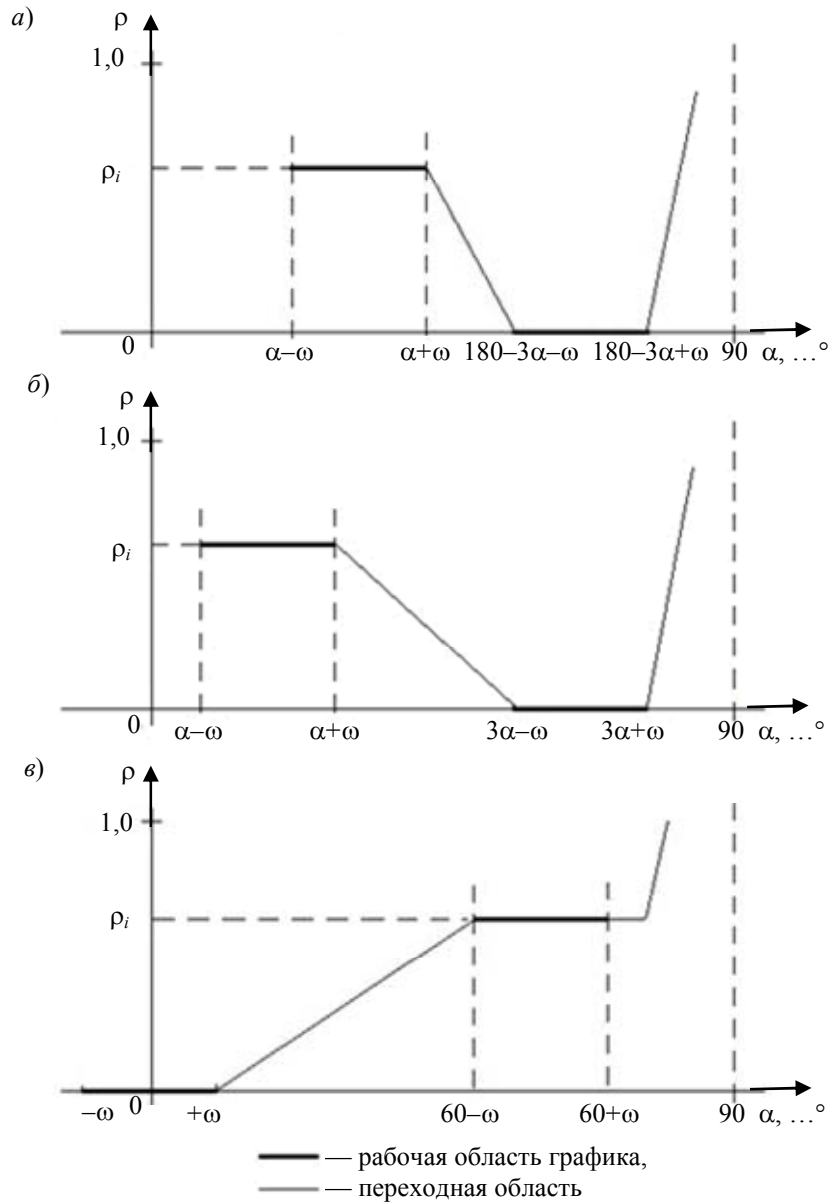 а)
ρ
1,0
ρi
0
α–ω α+ω 180–3α–ω 180–3α+ω 90 α, ...°
б)
ρ
1,0
ρi
0
α–ω α+ω 3α–ω 3α+ω 90 α, ...°
в)
ρ
1,0
ρi
0
–ω +ω 60–ω 60+ω 90 α, ...°
— рабочая область графика,
— переходная область